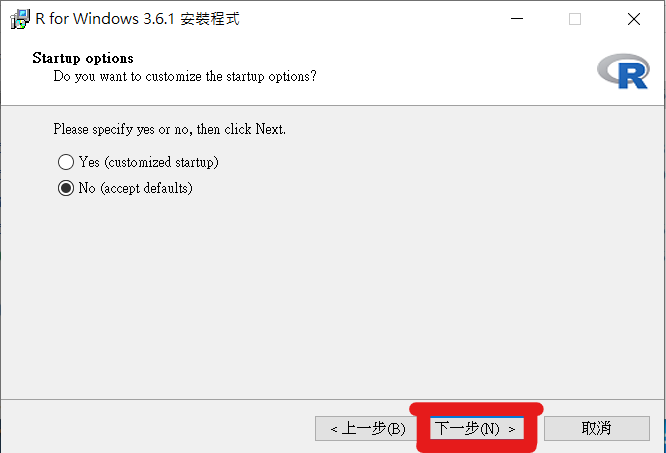 R for Windows 3.6.1 安裝程式
Startup options
Do you want to customize the startup options?
R
Please specify yes or no, then click Next.
Yes (customized startup)
No (accept defaults)
< 上一步(B)
下一步(N) >
取消